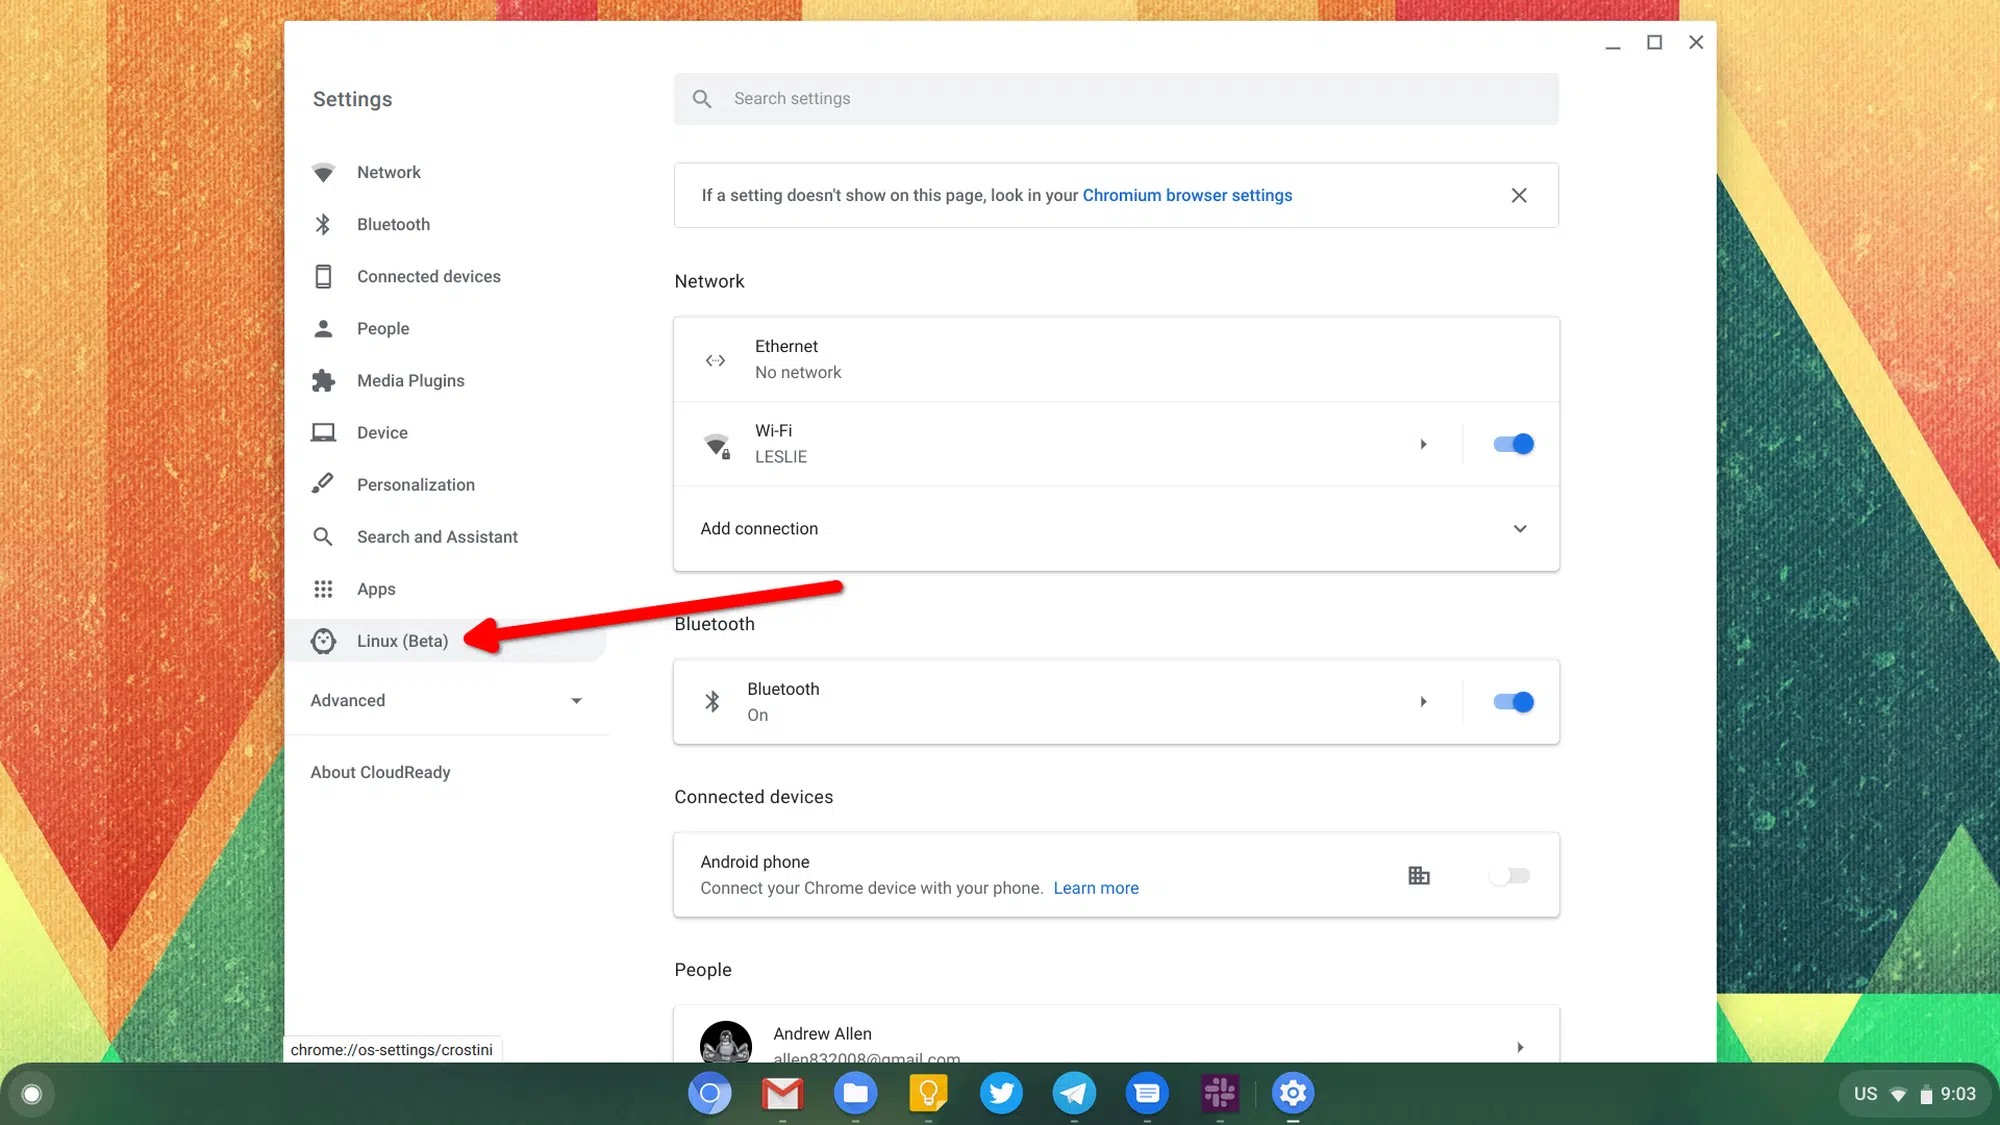 Settings
Search settings
Network
Bluetooth
Connected devices
People
Media Plugins
Device
Personalization
Search and Assistant
Apps
Linux (Beta)
Advanced
About CloudReady
If a setting doesn't show on this page, look in your Chromium browser settings
Network
Ethernet
No network
Wi-Fi
LESLIE
Add connection
Bluetooth
Bluetooth
On
Connected devices
Android phone
Connect your Chrome device with your phone. Learn more
People
Andrew Allen
allen832008@gmail.com
chrome://os-settings/crostini
US 9:03